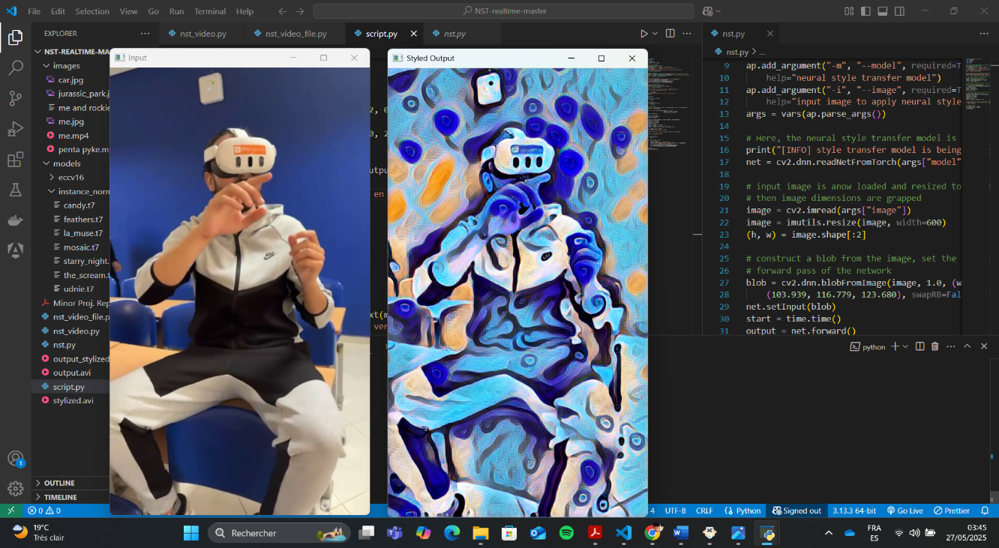 File Edit Selection View Go Run Terminal Help
NST-realtime-master
EXPLORER
nst_video.py
nst_video_file.py
script.py
nst.py
nst.py
nst.py > ...
NST-REALTIME-MA
images
car.jpg
jurassic_park.j
me and rockie
me.jpg
me.mp4
penta pyke.m
models
eccv16
instance_norm
candy.t7
feathers.t7
la_muse.t7
mosaic.t7
starry_night.
the_scream.t
udnie.t7
Minor Proj. Rep
nst_video_file.p
nst_video.py
nst.py
output_stylized
output.avi
script.py
stylized.avi
OUTLINE
TIMELINE
Input
NIKE
Styled Output
2, 0
0, 2
utpu
en
xt(m
ver
9 ap.add_argument("-m", "--model", required=T
10 help="neural style transfer model")
11 ap.add_argument("-i", "--image", required=T
12 help="input image to apply neural style
13 args = vars(ap.parse_args())
14
15 # Here, the neural style transfer model is
16 print("[INFO] style transfer model is being
17 net = cv2.dnn.readNetFromTorch(args["model"
18
19 # input image is anow loaded and resized to
20 # then image dimensions are grapped
21 image = cv2.imread(args["image"])
22 image = imutils.resize(image, width=600)
23 (h, w) = image.shape[:2]
24
25 # construct a blob from the image, set the
26 # forward pass of the network
27 blob = cv2.dnn.blobFromImage(image, 1.0, (w
28 (103.939, 116.779, 123.680), swapRB=Fal
29 net.setInput(blob)
30 start = time.time()
31 output = net.forward()
python
1
0 0
4 UTF-8 CRLF Python Signed out 3.13.3 64-bit Go Live Prettier
19°C
Très clair
Rechercher
FRA
ES
03:45
27/05/2025